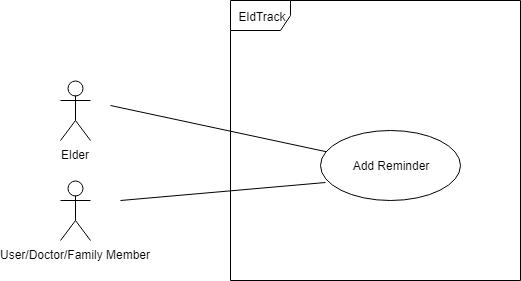 EldTrack
Elder
Add Reminder
User/Doctor/Family Member